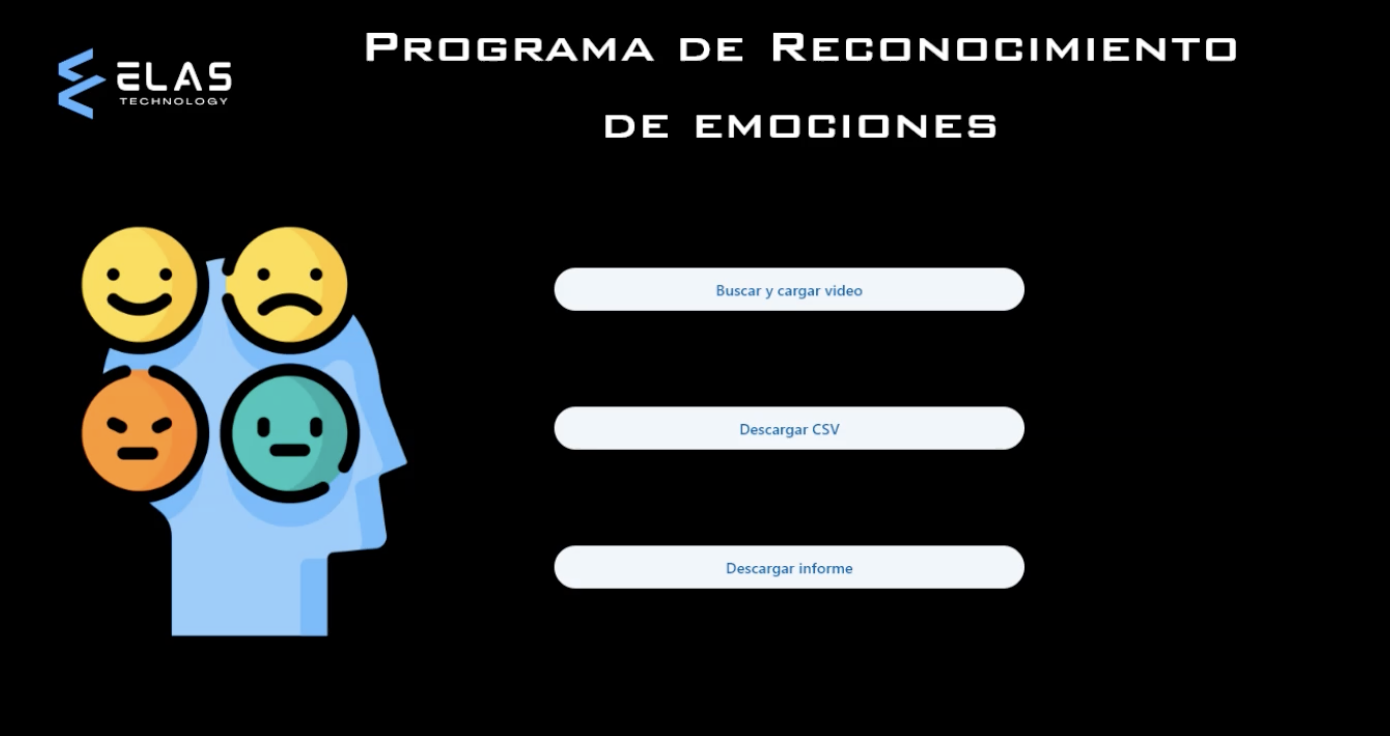 ELAS
TECHNOLOGY
PROGRAMA DE RECONOCIMIENTO
DE EMOCIONES
Buscar y cargar video
Descargar CSV
Descargar informe